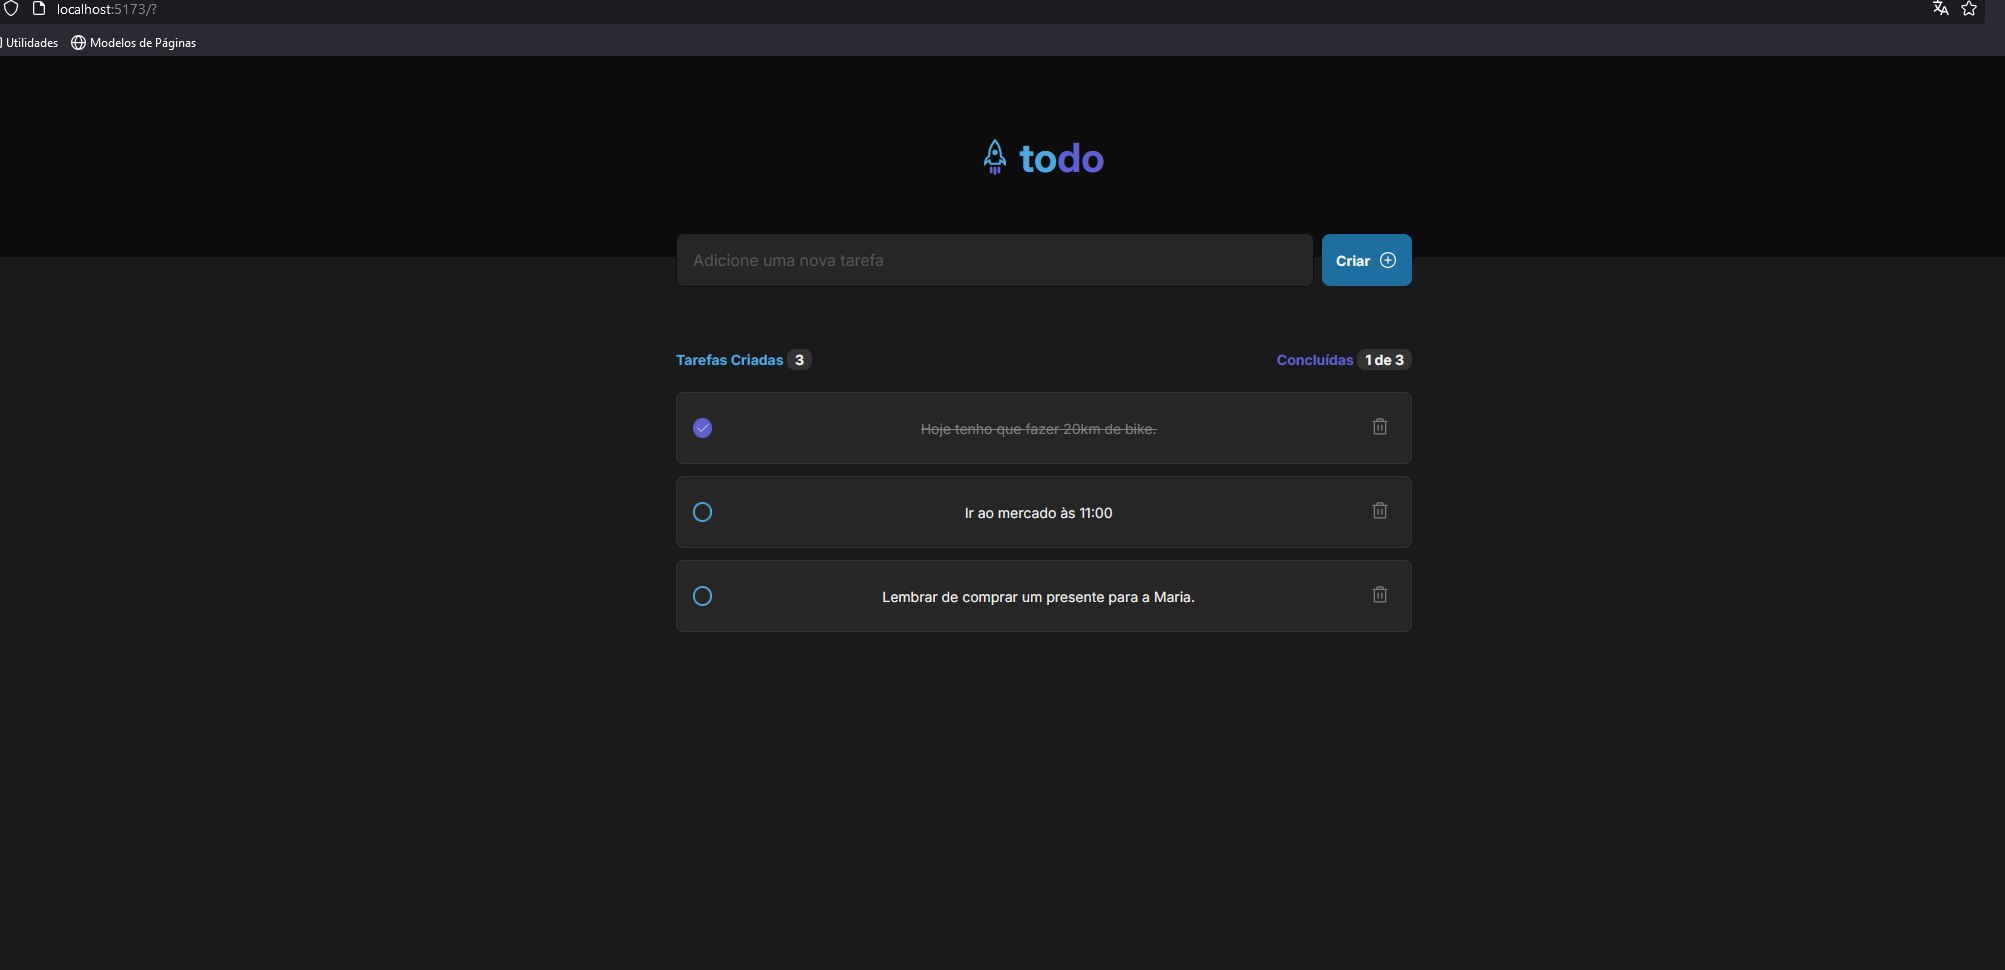 localhost:5173/?
Utilidades Modelos de Páginas
todo
Adicione uma nova tarefa Criar
Tarefas Criadas 3 Concluídas 1 de 3
Hoje tenho que fazer 20km de bike.
Ir ao mercado às 11:00
Lembrar de comprar um presente para a Maria.